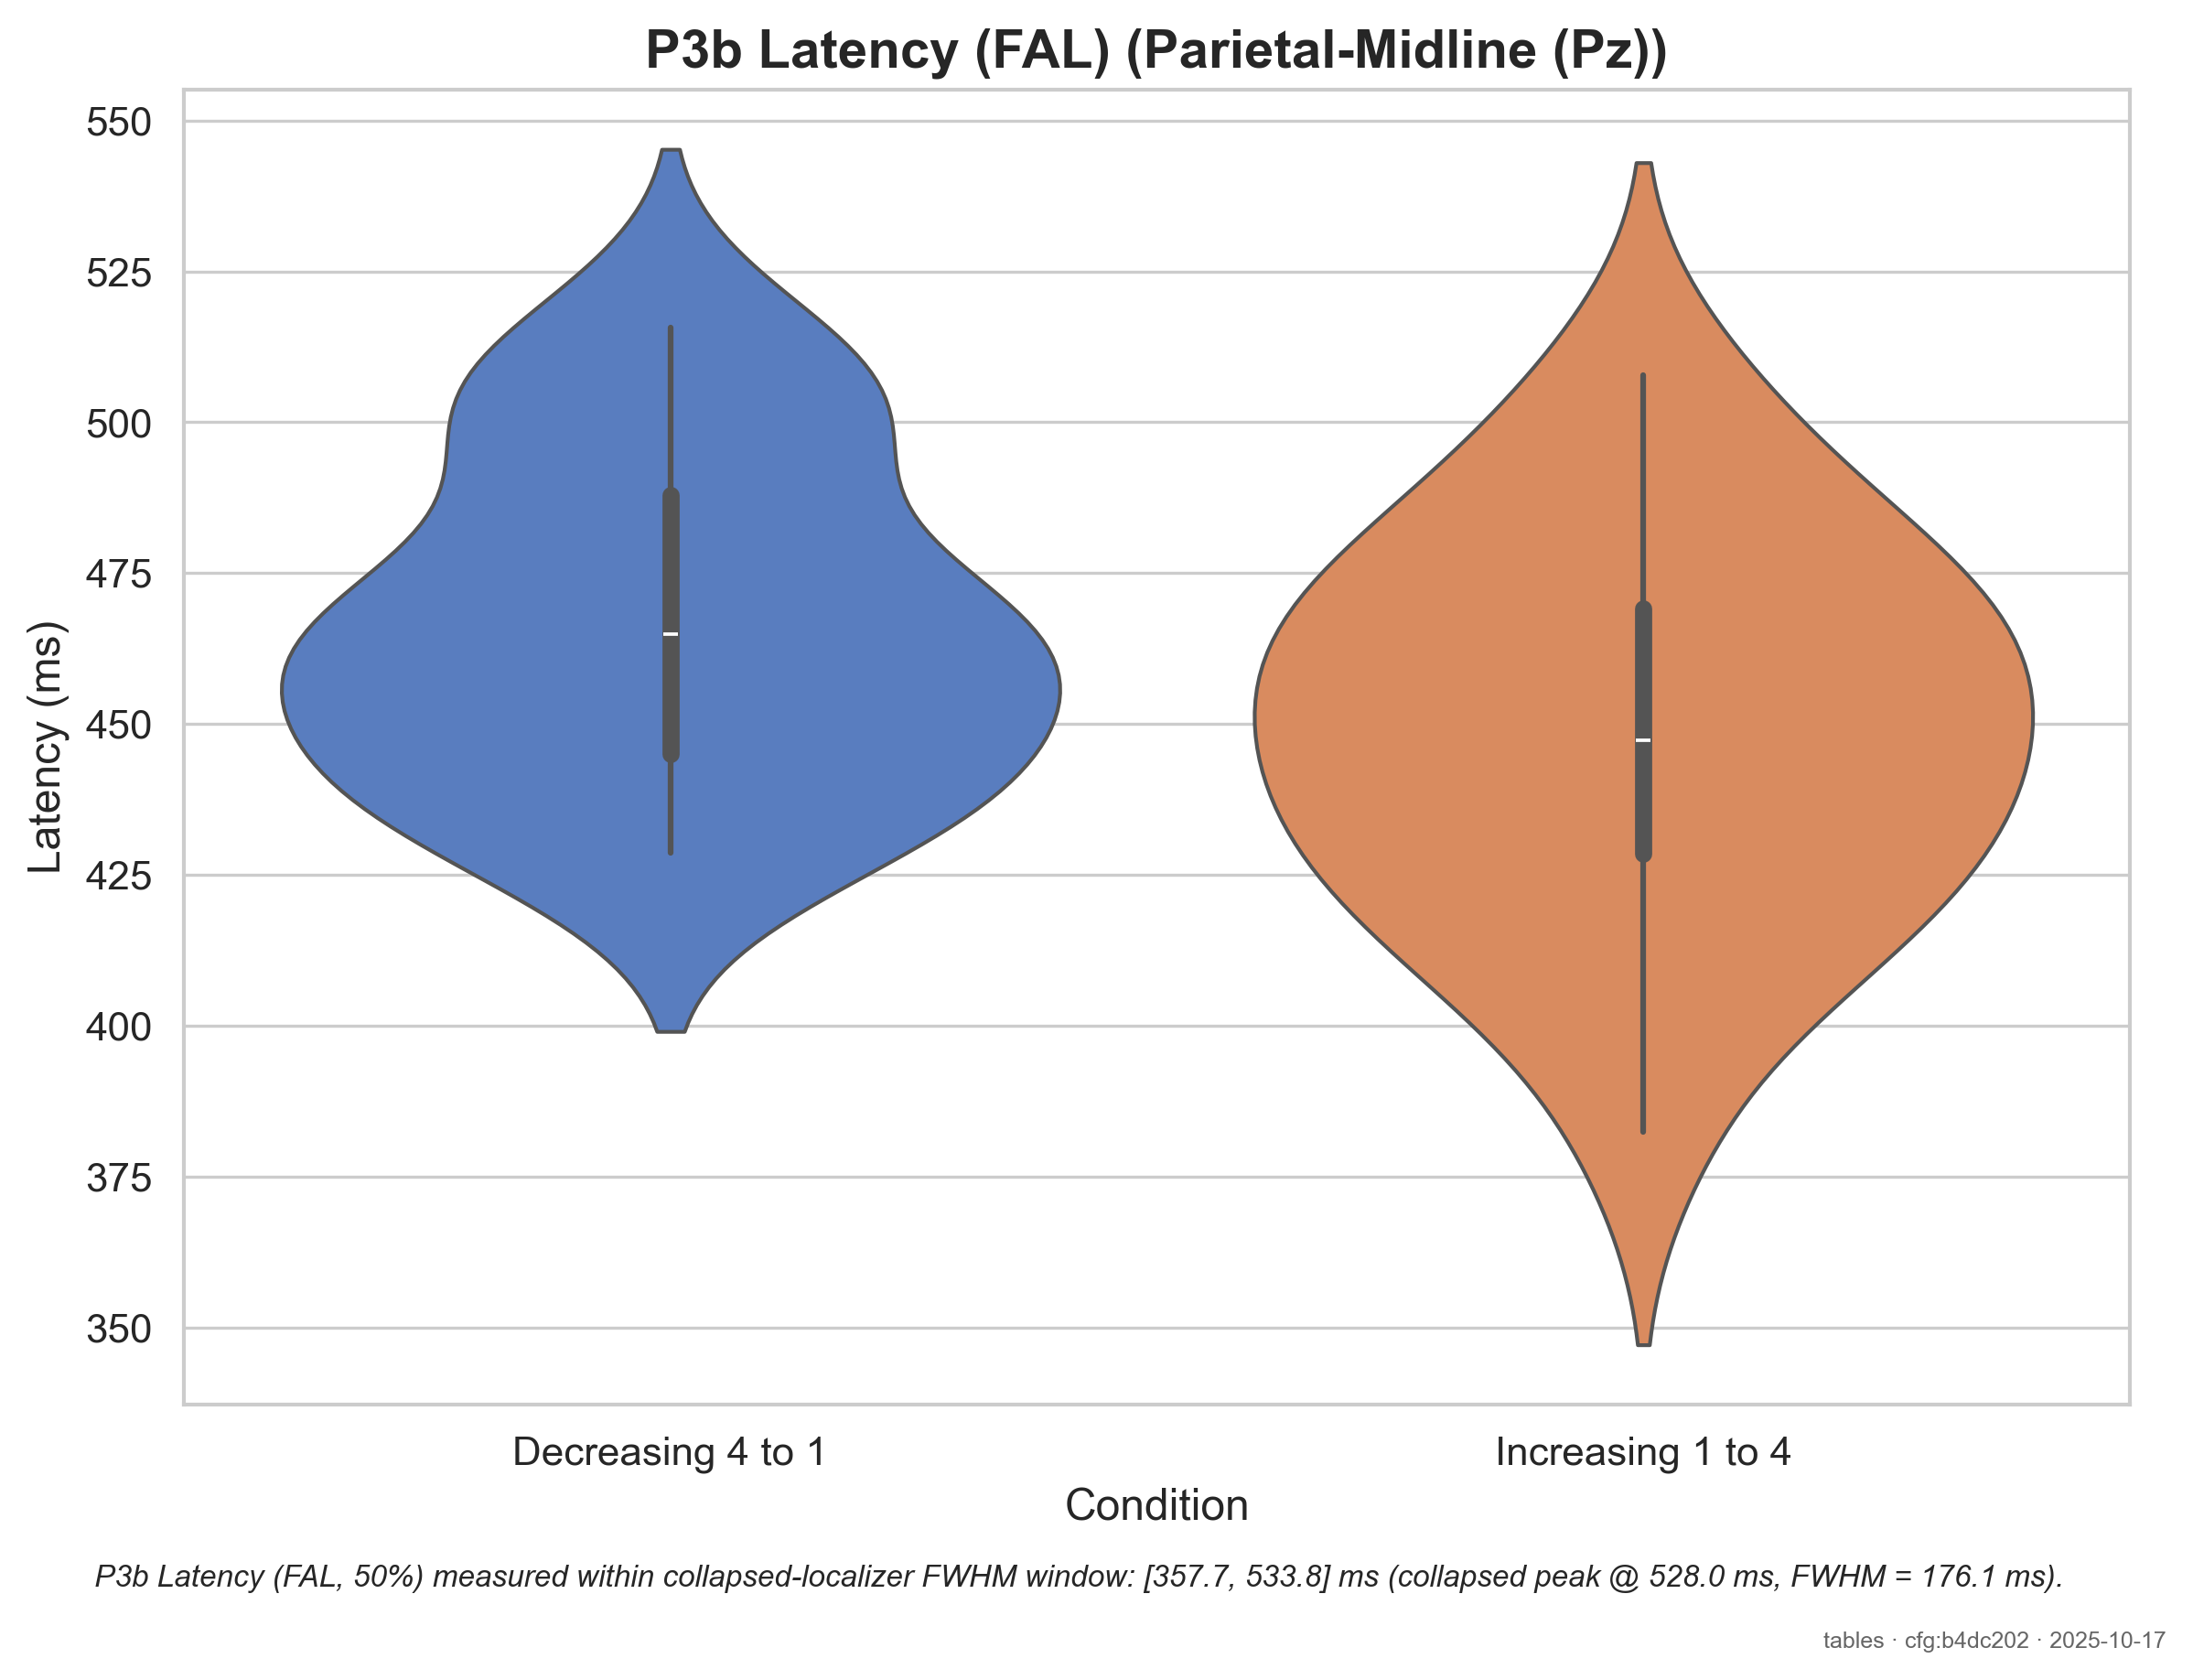 P3b Latency (FAL) (Parietal-Midline (Pz))
Latency (ms)
550
525
500
475
450
425
400
375
350
Decreasing 4 to 1
Increasing 1 to 4
Condition
P3b Latency (FAL, 50%) measured within collapsed-localizer FWHM window: [357.7, 533.8] ms (collapsed peak @ 528.0 ms, FWHM = 176.1 ms).
tables · cfg:b4dc202 · 2025-10-17